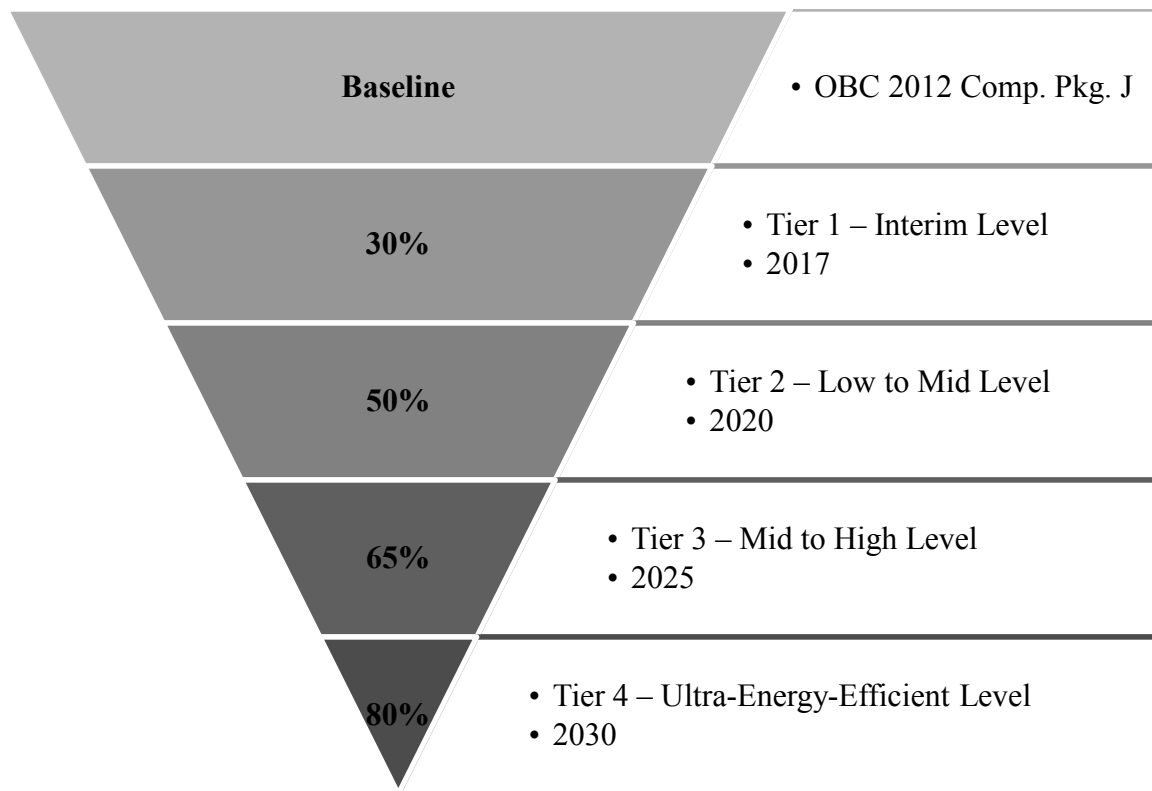 Baseline
• OBC 2012 Comp. Pkg. J
30%
• Tier 1 – Interim Level
• 2017
50%
• Tier 2 – Low to Mid Level
• 2020
65%
• Tier 3 – Mid to High Level
• 2025
80%
• Tier 4 – Ultra-Energy-Efficient Level
• 2030